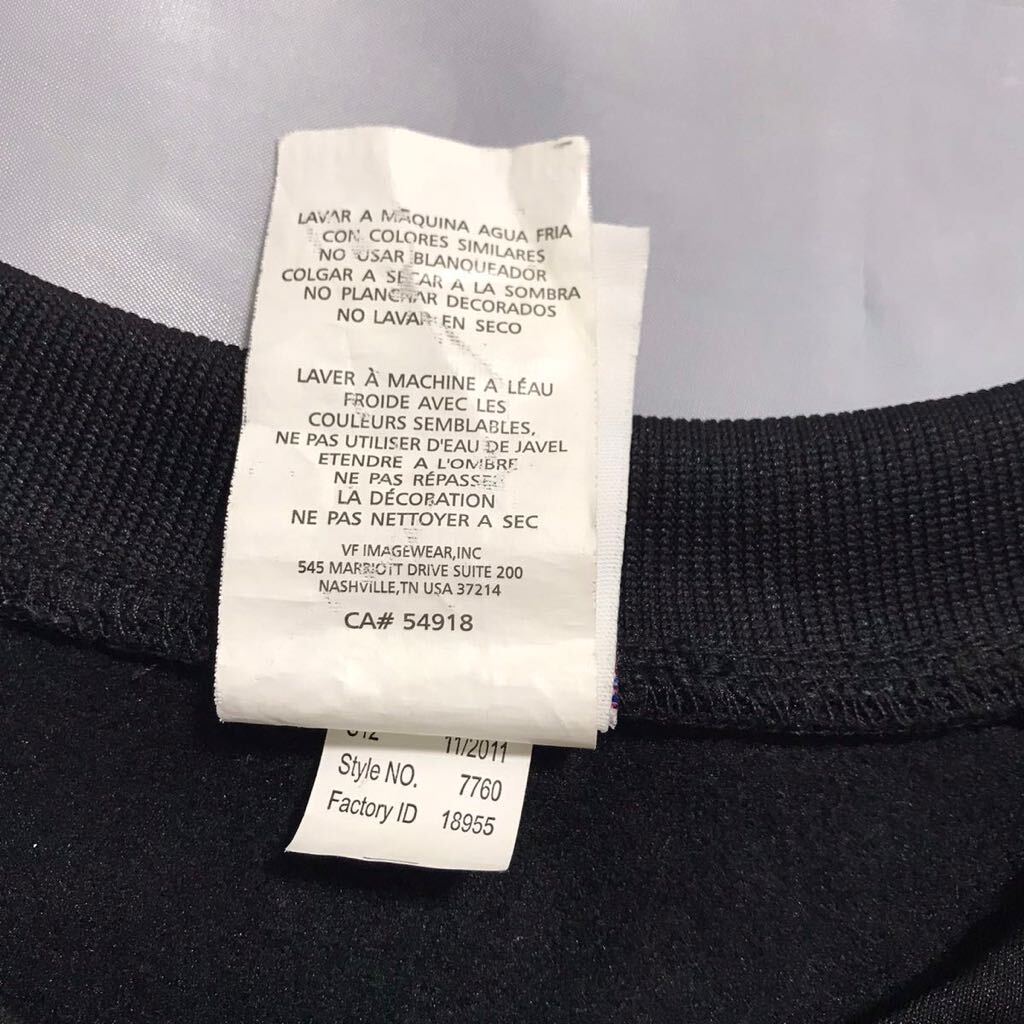 LAVAR A MÁQUINA AGUA FRIA
CON COLORES SIMILARES
NO USAR BLANQUEADOR
COLGAR A SECAR A LA SOMBRA
NO PLANCHAR DECORADOS
NO LAVAR EN SECO
LAVER À MACHINE A LÉAU
FROIDE AVEC LES
COULEURS SEMBLABLES,
NE PAS UTILISER D'EAU DE JAVEL
ETENDRE A L'OMBRE
NE PAS RÉPASSER
LA DÉCORATION
NE PAS NETTOYER A SEC
VF IMAGEWEAR,INC
545 MARRIOTT DRIVE SUITE 200
NASHVILLE,TN USA 37214
CA# 54918
11/2011
Style NO. 7760
Factory ID 18955